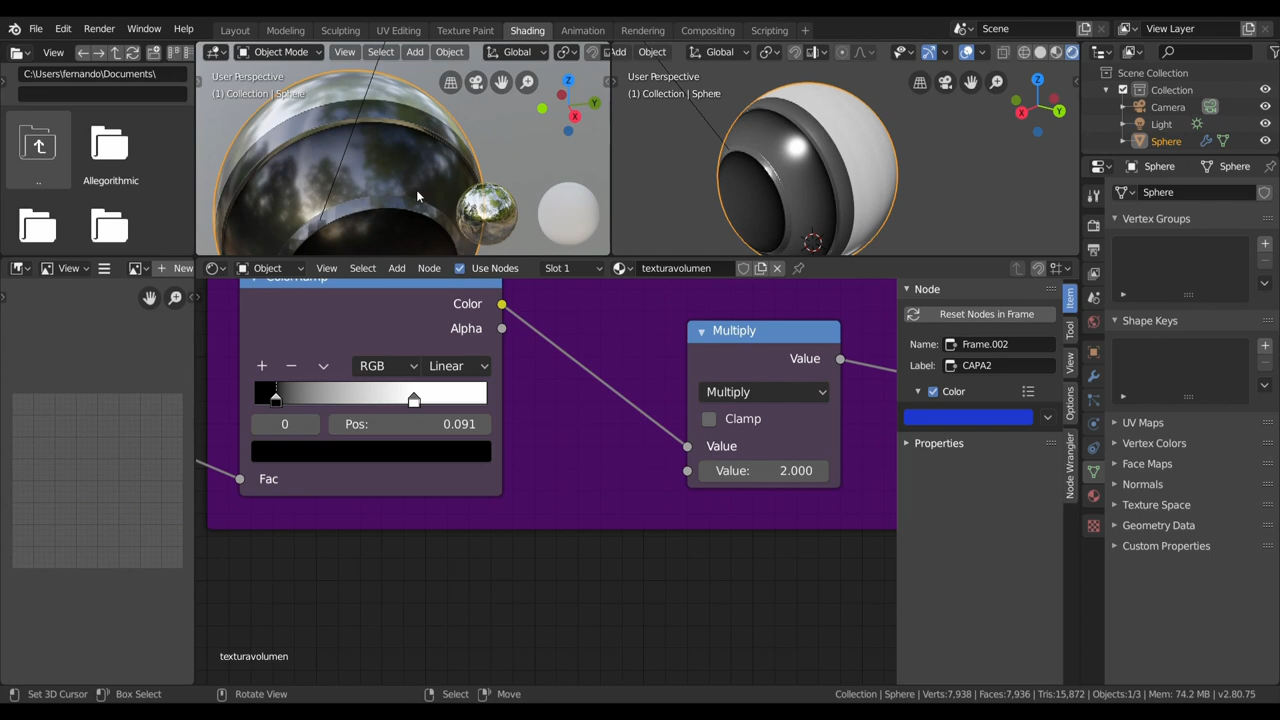 File Edit Render Window Help
Layout Modeling Sculpting UV Editing Texture Paint Shading Animation Rendering Compositing Scripting +
Scene
View Layer
View
C:\Users\fernando\Documents\
..
Allegorithmic
Object Mode View Select Add Object Global
User Perspective
(1) Collection | Sphere
X
Y
Z
Add Object Global
User Perspective
(1) Collection | Sphere
X
Y
Z
Scene Collection
Collection
Camera
Light
Sphere
Sphere Sphere
Sphere
Vertex Groups
Shape Keys
UV Maps
Vertex Colors
Face Maps
Normals
Texture Space
Geometry Data
Custom Properties
View New
Object View Select Add Node Use Nodes Slot 1 texturavolumen
ColorRamp
Color
Alpha
RGB Linear
0 Pos: 0.091
Fac
Multiply
Value
Multiply
Clamp
Value
Value: 2.000
Node
Reset Nodes in Frame
Name: Frame.002
Label: CAPA2
Color
Properties
Item
Tool
View
Options
Node Wrangler
texturavolumen
Set 3D Cursor Box Select Rotate View Select Move
Collection | Sphere | Verts:7,938 | Faces:7,936 | Tris:15,872 | Objects:1/3 | Mem: 74.2 MB | v2.80.75